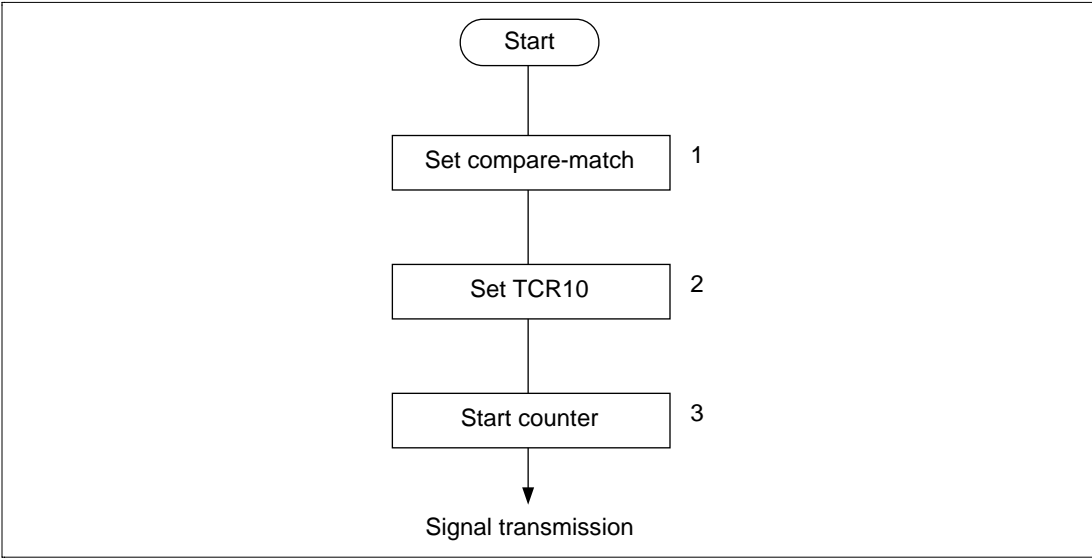 Start
Set compare-match 1
Set TCR10 2
Start counter 3
Signal transmission